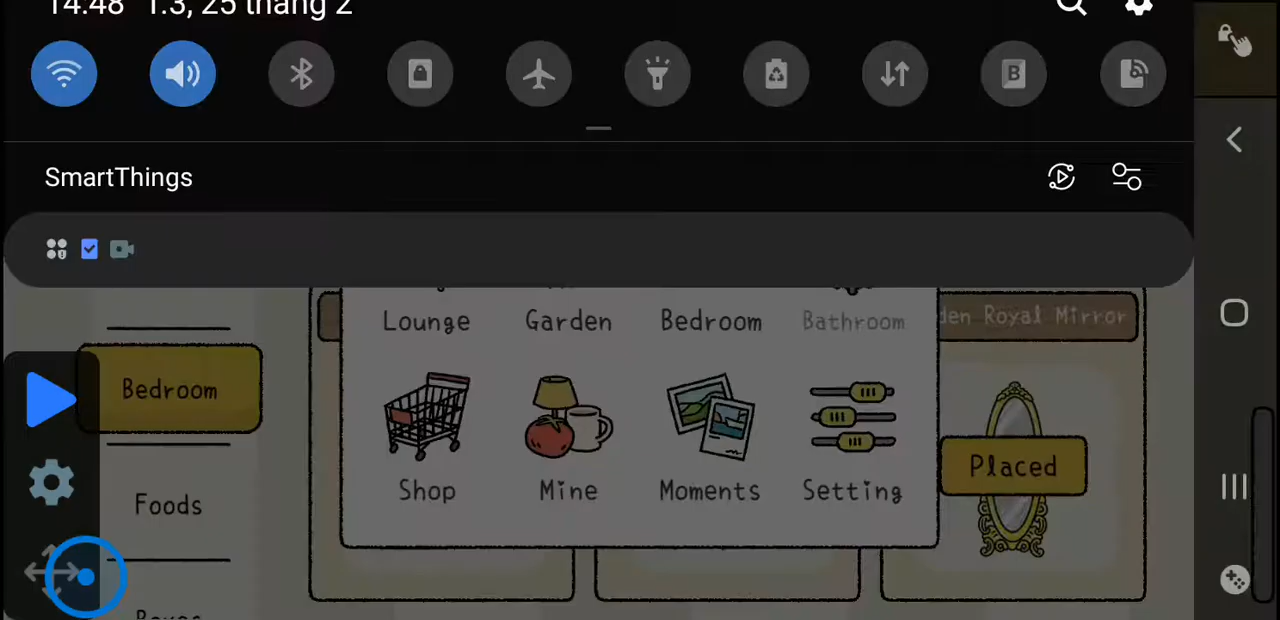 14:48 T.3, 25 tháng 2
B
SmartThings
Lounge Garden Bedroom Bathroom
den Royal Mirror
Bedroom
Placed
Shop Mine Moments Setting
Foods
Boxes